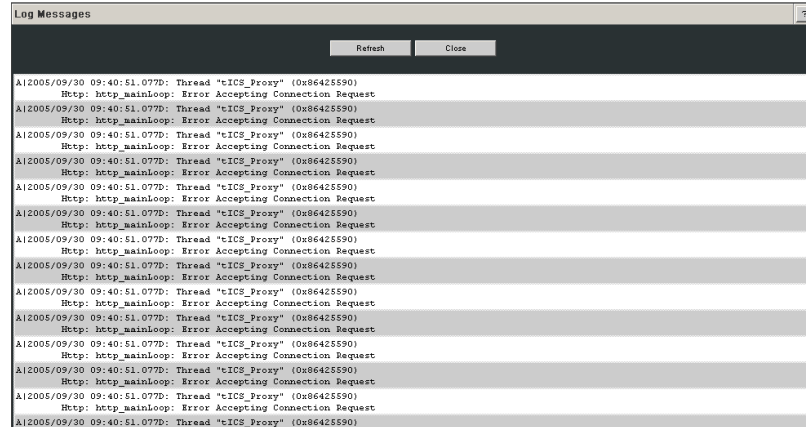 Log Messages
?
Refresh Close
A|2005/09/30 09:40:51.077D: Thread "tICS_Proxy" (0x86425590)
Http: http_mainLoop: Error Accepting Connection Request
A|2005/09/30 09:40:51.077D: Thread "tICS_Proxy" (0x86425590)
Http: http_mainLoop: Error Accepting Connection Request
A|2005/09/30 09:40:51.077D: Thread "tICS_Proxy" (0x86425590)
Http: http_mainLoop: Error Accepting Connection Request
A|2005/09/30 09:40:51.077D: Thread "tICS_Proxy" (0x86425590)
Http: http_mainLoop: Error Accepting Connection Request
A|2005/09/30 09:40:51.077D: Thread "tICS_Proxy" (0x86425590)
Http: http_mainLoop: Error Accepting Connection Request
A|2005/09/30 09:40:51.077D: Thread "tICS_Proxy" (0x86425590)
Http: http_mainLoop: Error Accepting Connection Request
A|2005/09/30 09:40:51.077D: Thread "tICS_Proxy" (0x86425590)
Http: http_mainLoop: Error Accepting Connection Request
A|2005/09/30 09:40:51.077D: Thread "tICS_Proxy" (0x86425590)
Http: http_mainLoop: Error Accepting Connection Request
A|2005/09/30 09:40:51.077D: Thread "tICS_Proxy" (0x86425590)
Http: http_mainLoop: Error Accepting Connection Request
A|2005/09/30 09:40:51.077D: Thread "tICS_Proxy" (0x86425590)
Http: http_mainLoop: Error Accepting Connection Request
A|2005/09/30 09:40:51.077D: Thread "tICS_Proxy" (0x86425590)
Http: http_mainLoop: Error Accepting Connection Request
A|2005/09/30 09:40:51.077D: Thread "tICS_Proxy" (0x86425590)
Http: http_mainLoop: Error Accepting Connection Request
A|2005/09/30 09:40:51.077D: Thread "tICS_Proxy" (0x86425590)
Http: http_mainLoop: Error Accepting Connection Request
A|2005/09/30 09:40:51.077D: Thread "tICS_Proxy" (0x86425590)